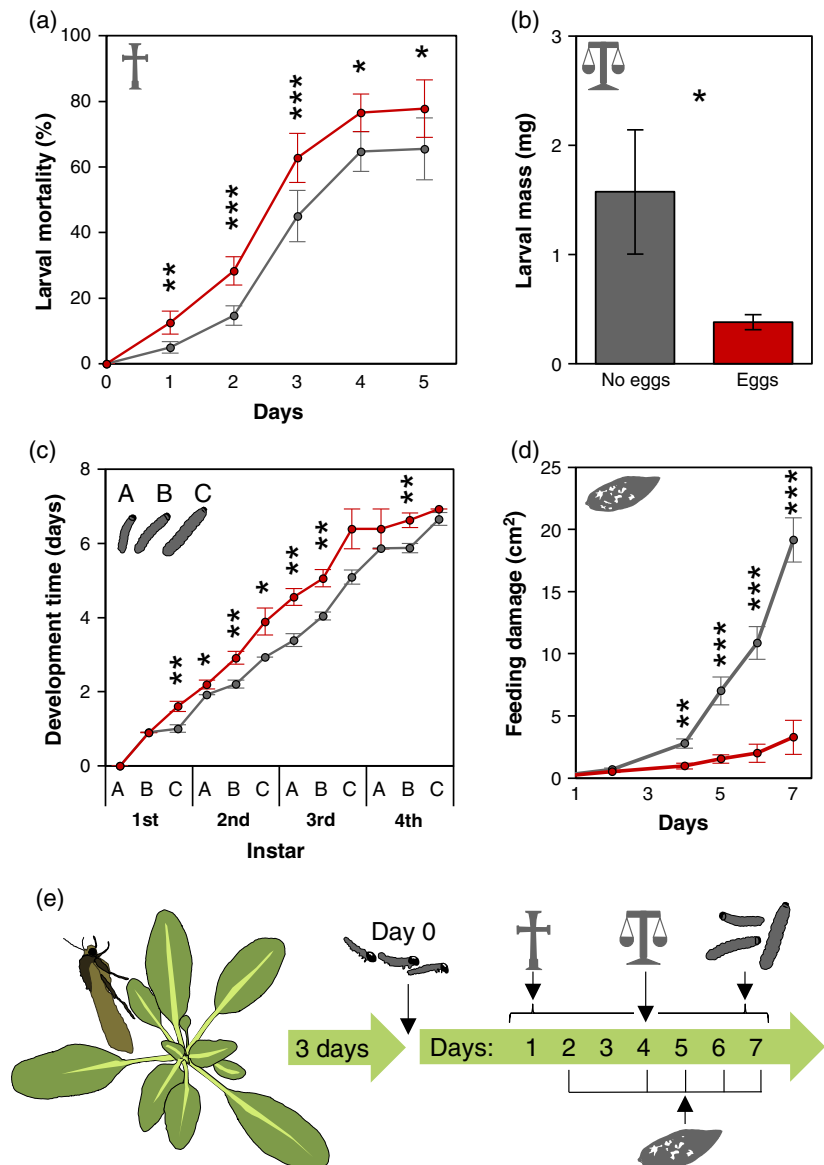 (a)
100
80
60
40
20
0
Larval mortality (%)
** *** *** * *
0 1 2 3 4 5
Days
(b)
3
2
1
0
Larval mass (mg)
*
No eggs Eggs
(c)
8
6
4
2
0
Development time (days)
A B C
** * ** * ** ** **
A B C A B C A B C A B C
1st 2nd 3rd 4th
Instar
(d)
25
20
15
10
5
0
Feeding damage (cm²)
** *** *** ***
1 3 5 7
Days
(e)
Day 0
3 days
Days: 1 2 3 4 5 6 7